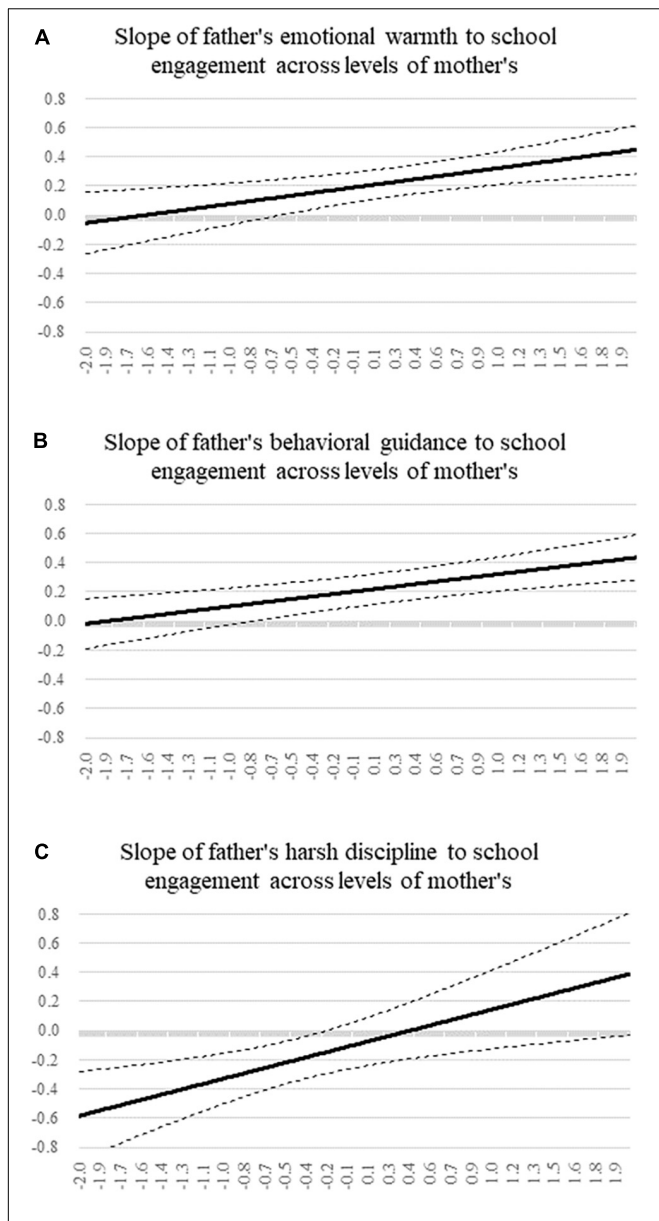 A
Slope of father's emotional warmth to school
engagement across levels of mother's
0.8
0.6
0.4
0.2
0.0
-0.2
-0.4
-0.6
-0.8
-2.0 -1.9 -1.7 -1.6 -1.4 -1.3 -1.1 -1.0 -0.8 -0.7 -0.5 -0.4 -0.2 -0.1 0.1 0.3 0.4 0.6 0.7 0.9 1.0 1.2 1.3 1.5 1.6 1.8 1.9
B
Slope of father's behavioral guidance to school
engagement across levels of mother's
0.8
0.6
0.4
0.2
0.0
-0.2
-0.4
-0.6
-0.8
-2.0 -1.9 -1.7 -1.6 -1.4 -1.3 -1.1 -1.0 -0.8 -0.7 -0.5 -0.4 -0.2 -0.1 0.1 0.3 0.4 0.6 0.7 0.9 1.0 1.2 1.3 1.5 1.6 1.8 1.9
C
Slope of father's harsh discipline to school
engagement across levels of mother's
0.8
0.6
0.4
0.2
0.0
-0.2
-0.4
-0.6
-0.8
-2.0 -1.9 -1.7 -1.6 -1.4 -1.3 -1.1 -1.0 -0.8 -0.7 -0.5 -0.4 -0.2 -0.1 0.1 0.3 0.4 0.6 0.7 0.9 1.0 1.2 1.3 1.5 1.6 1.8 1.9